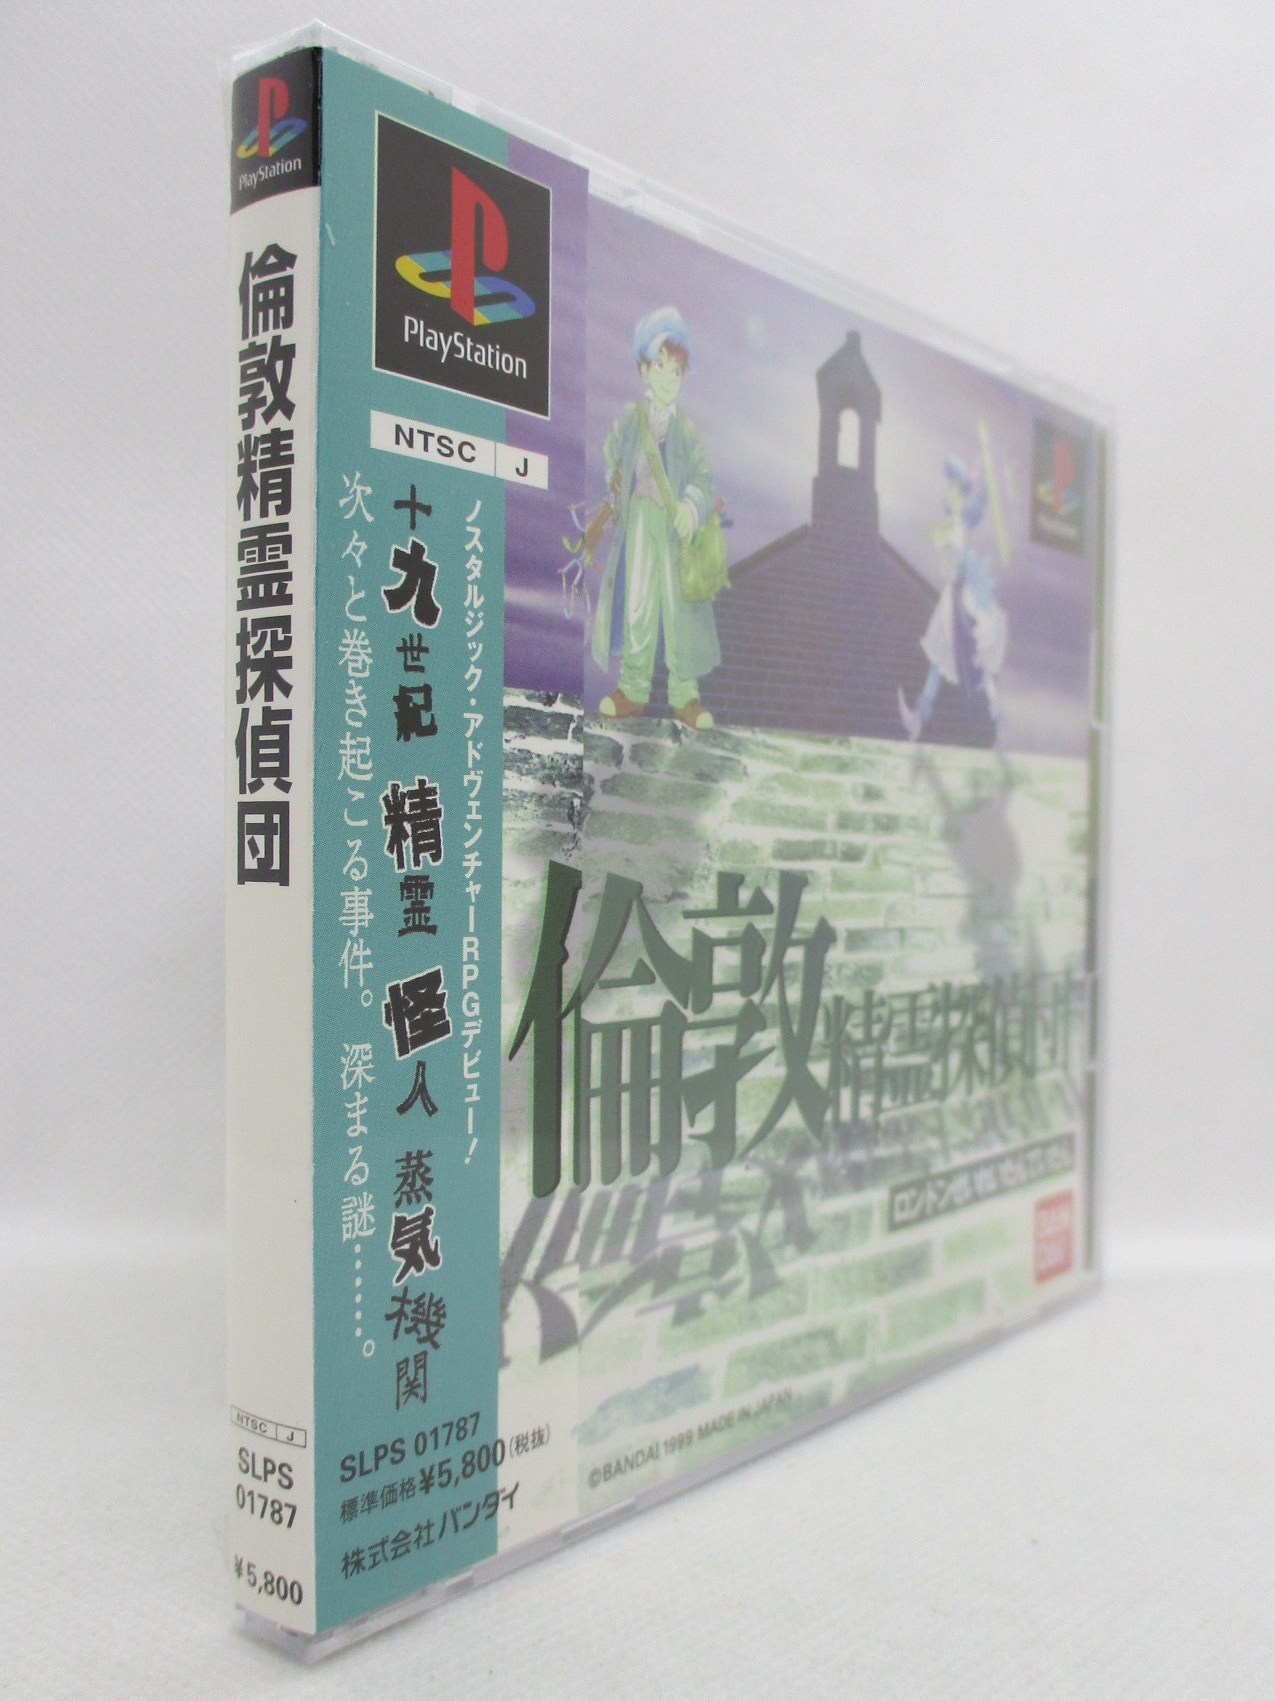 PlayStation
倫敦精霊探偵団
NTSC J
SLPS
01787
¥5,800
PlayStation
NTSC J
ノスタルジック・アドヴェンチャーRPGデビュー!
十九世紀 精霊 怪人 蒸気機関
次々と巻き起こる事件。深まる謎……。
SLPS 01787
標準価格¥5,800(税抜)
株式会社バンダイ
PlayStation
倫敦精霊探偵団
ロンドンせいれいたんていだん
BANDAI
©BANDAI 1999 MADE IN JAPAN